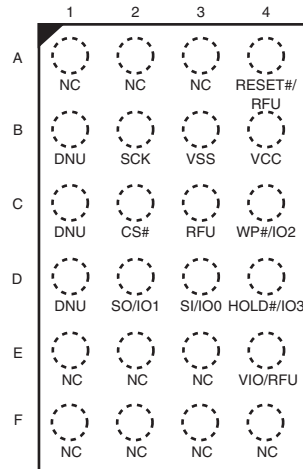 1 2 3 4
A
NC NC NC RESET#/
RFU
B
DNU SCK VSS VCC
C
DNU CS# RFU WP#/IO2
D
DNU SO/IO1 SI/IO0 HOLD#/IO3
E
NC NC NC VIO/RFU
F
NC NC NC NC